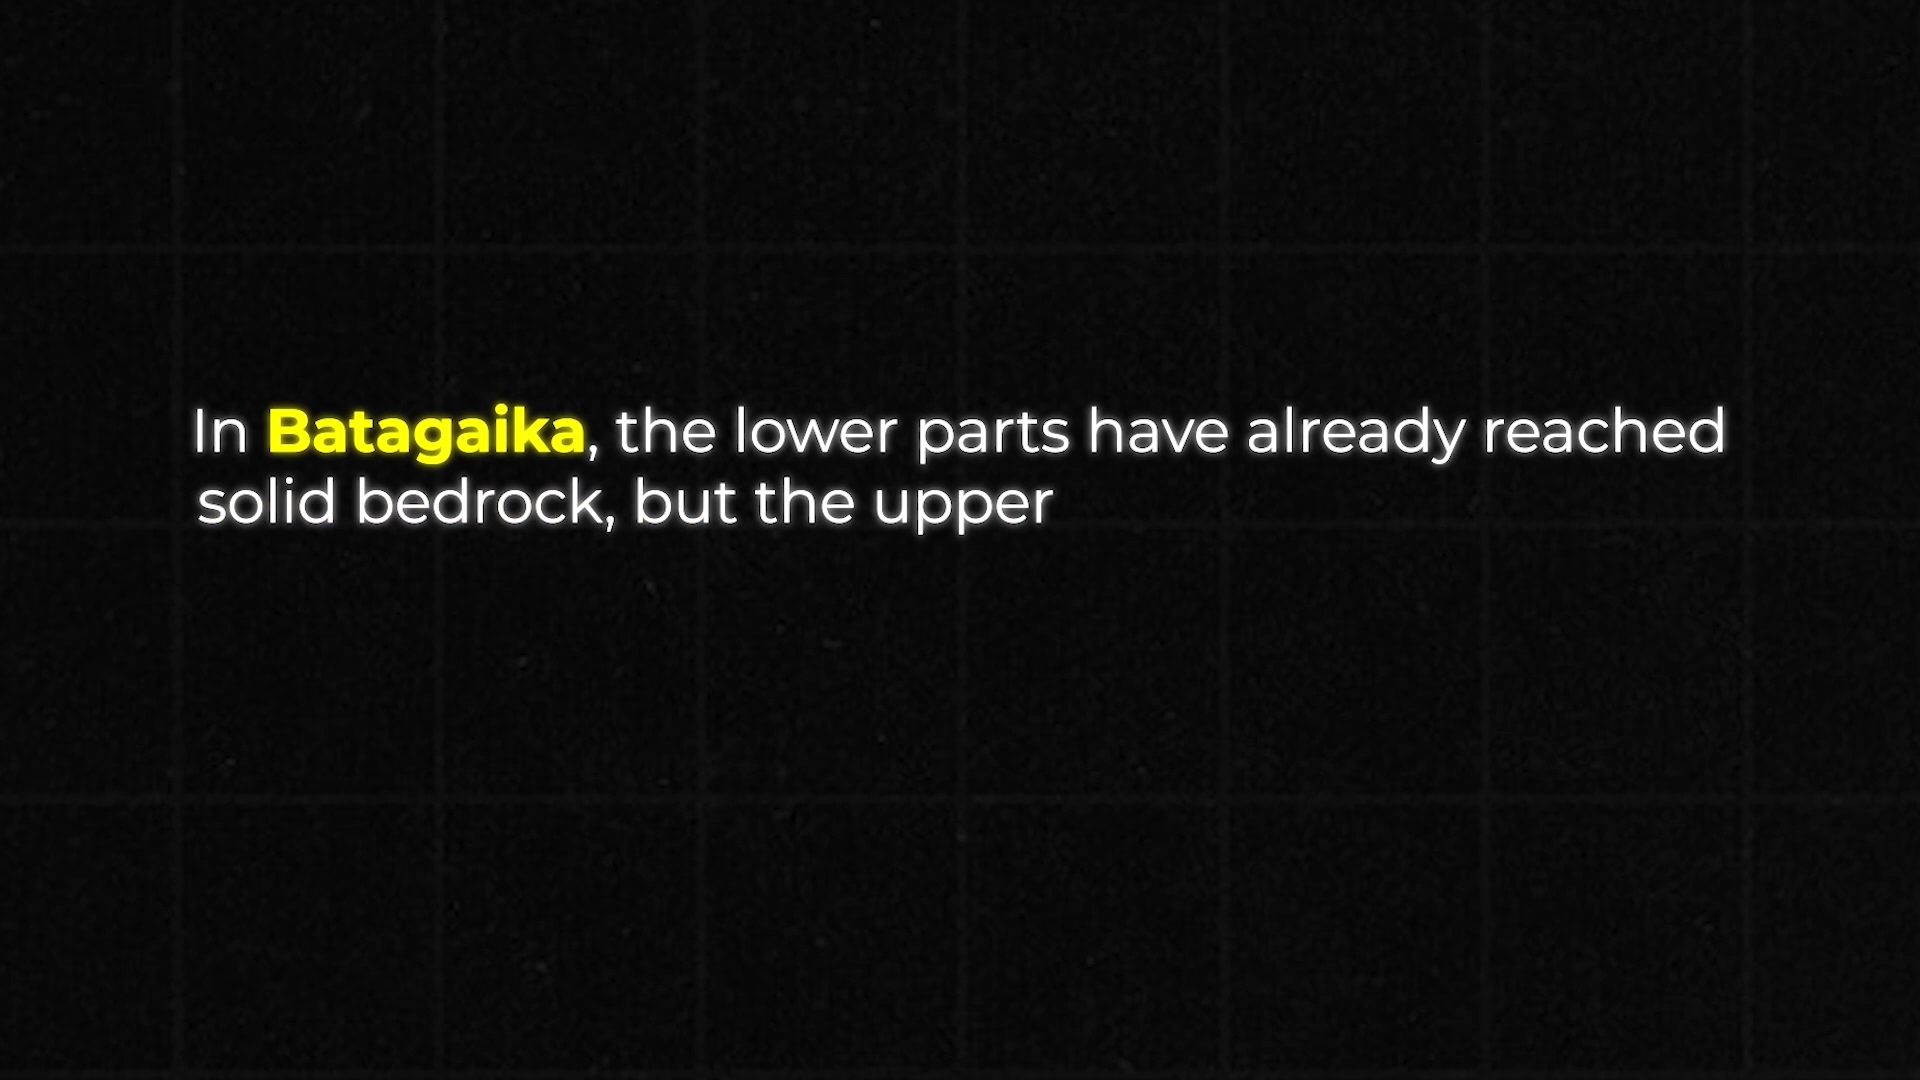 In Batagaika, the lower parts have already reached
solid bedrock, but the upper